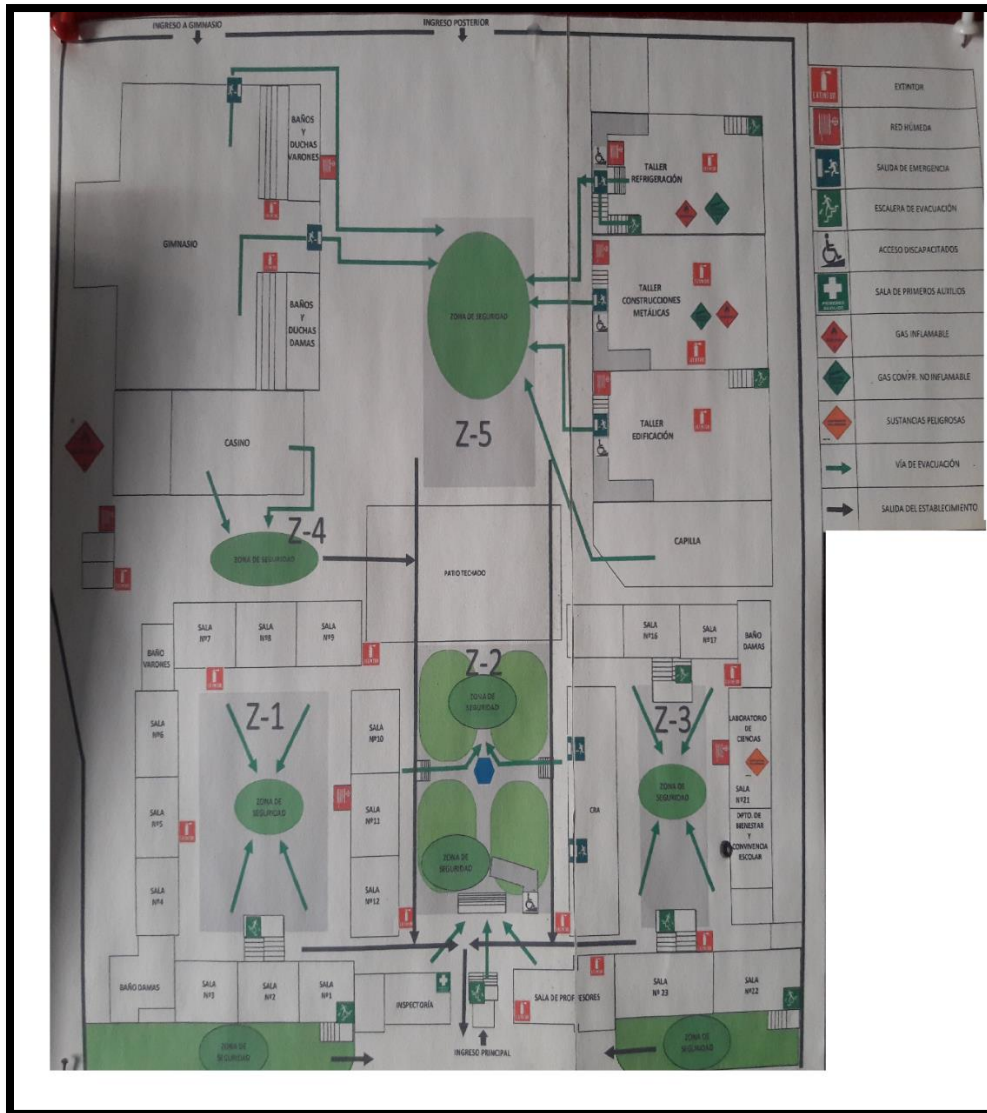 INGRESO A GIMNASIO
INGRESO POSTERIOR
BAÑOS
Y
DUCHAS
VARONES
GIMNASIO
BAÑOS
Y
DUCHAS
DAMAS
ZONA DE SEGURIDAD
Z-5
TALLER
REFRIGERACIÓN
TALLER
CONSTRUCCIONES
METÁLICAS
TALLER
EDIFICACIÓN
CAPILLA
EXTINTOR
RED HÚMEDA
SALIDA DE EMERGENCIA
ESCALERA DE EVACUACIÓN
ACCESO DISCAPACITADOS
SALA DE PRIMEROS AUXILIOS
GAS INFLAMABLE
GAS COMPR. NO INFLAMABLE
SUSTANCIAS PELIGROSAS
VÍA DE EVACUACIÓN
SALIDA DEL ESTABLECIMIENTO
CASINO
Z-4
ZONA DE SEGURIDAD
PATIO TECHADO
SALA
Nº7
SALA
Nº8
SALA
Nº9
BAÑO
VARONES
SALA
Nº6
SALA
Nº5
SALA
Nº4
Z-1
ZONA DE
SEGURIDAD
SALA
Nº10
SALA
Nº11
SALA
Nº12
Z-2
ZONA DE
SEGURIDAD
ZONA DE
SEGURIDAD
CRA
SALA
Nº16
SALA
Nº17
BAÑO
DAMAS
Z-3
ZONA DE
SEGURIDAD
LABORATORIO
DE
CIENCIAS
SALA
Nº21
DPTO. DE
BIENESTAR
Y
CONVIVENCIA
ESCOLAR
BAÑO DAMAS
SALA
Nº3
SALA
Nº2
SALA
Nº1
INSPECTORÍA
INGRESO PRINCIPAL
SALA DE PROFESORES
SALA
Nº 23
SALA
Nº22
ZONA DE
SEGURIDAD
ZONA DE
SEGURIDAD